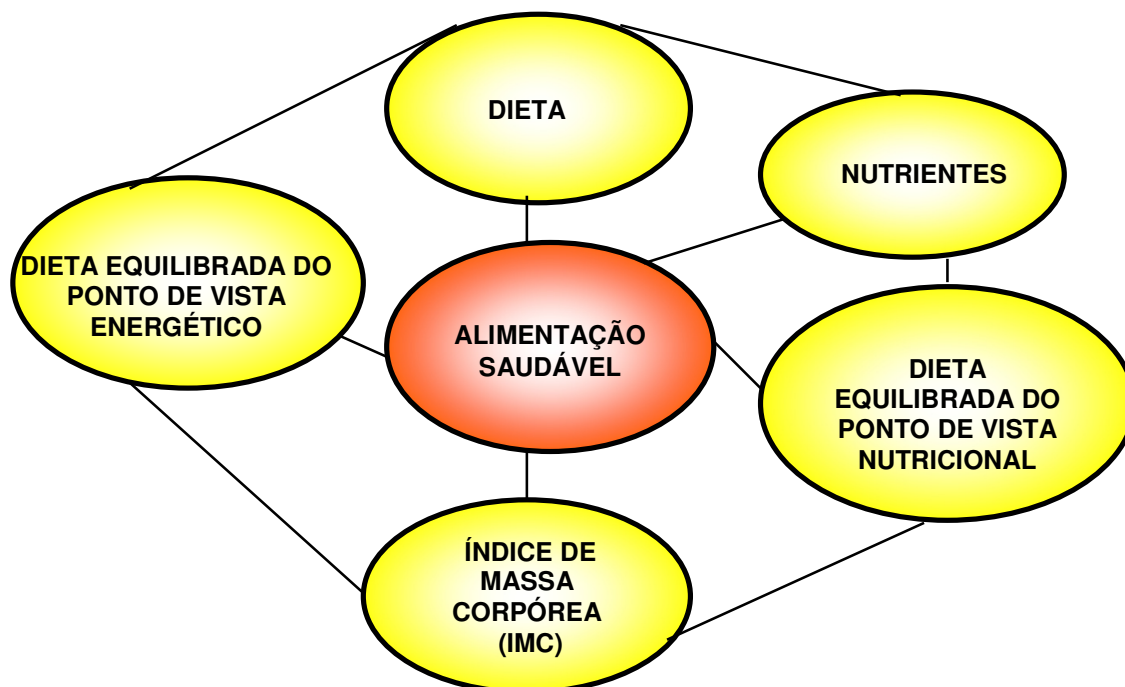 DIETA
NUTRIENTES
DIETA EQUILIBRADA DO
PONTO DE VISTA
ENERGÉTICO
ALIMENTAÇÃO
SAUDÁVEL
DIETA
EQUILIBRADA DO
PONTO DE VISTA
NUTRICIONAL
ÍNDICE DE
MASSA
CORPÓREA
(IMC)